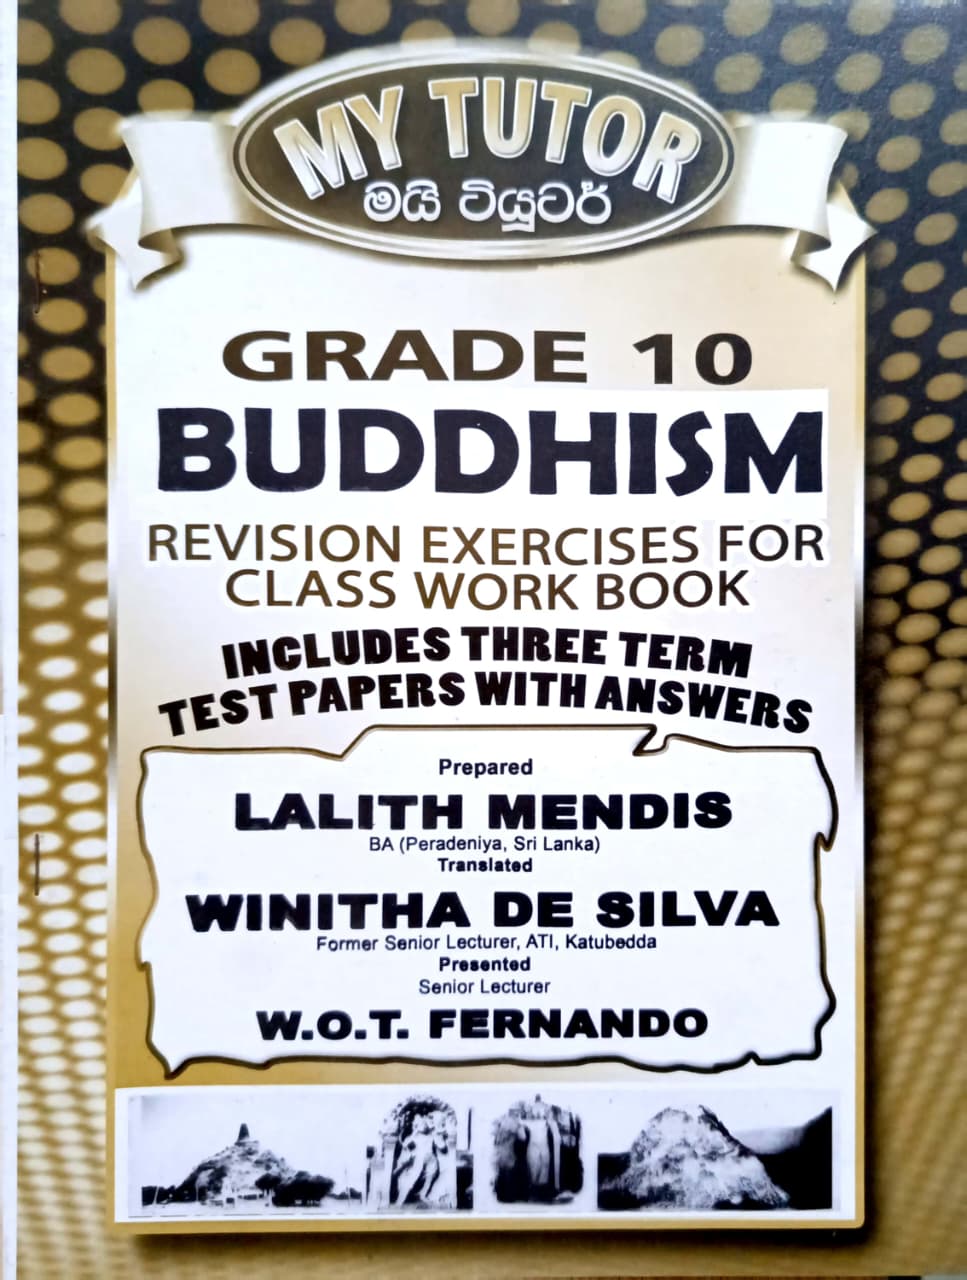 MY TUTOR
මයි ටියුටර්
GRADE 10
BUDDHISM
REVISION EXERCISES FOR
CLASS WORK BOOK
INCLUDES THREE TERM
TEST PAPERS WITH ANSWERS
Prepared
LALITH MENDIS
BA (Peradeniya, Sri Lanka)
Translated
WINITHA DE SILVA
Former Senior Lecturer, ATI, Katubedda
Presented
Senior Lecturer
W.O.T. FERNANDO